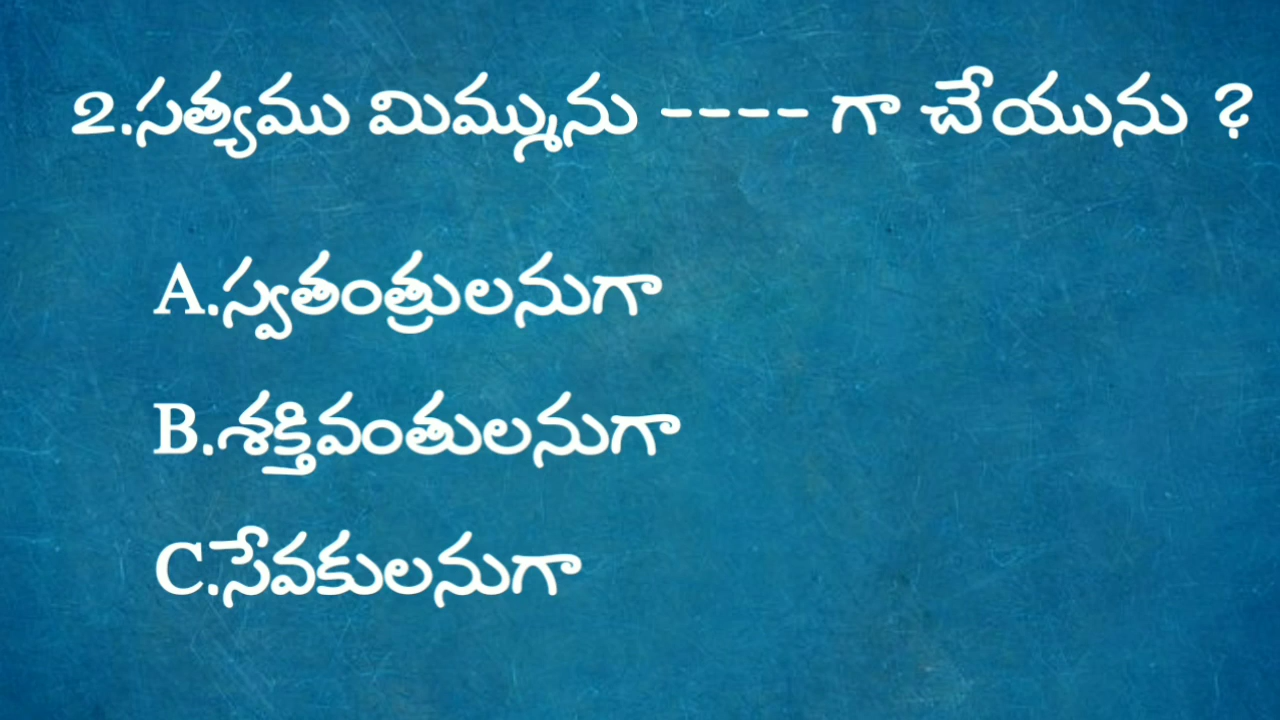 2.సత్యము మిమ్మును ---- గా చేయును ?
A.స్వతంత్రులనుగా
B.శక్తివంతులనుగా
C.సేవకులనుగా